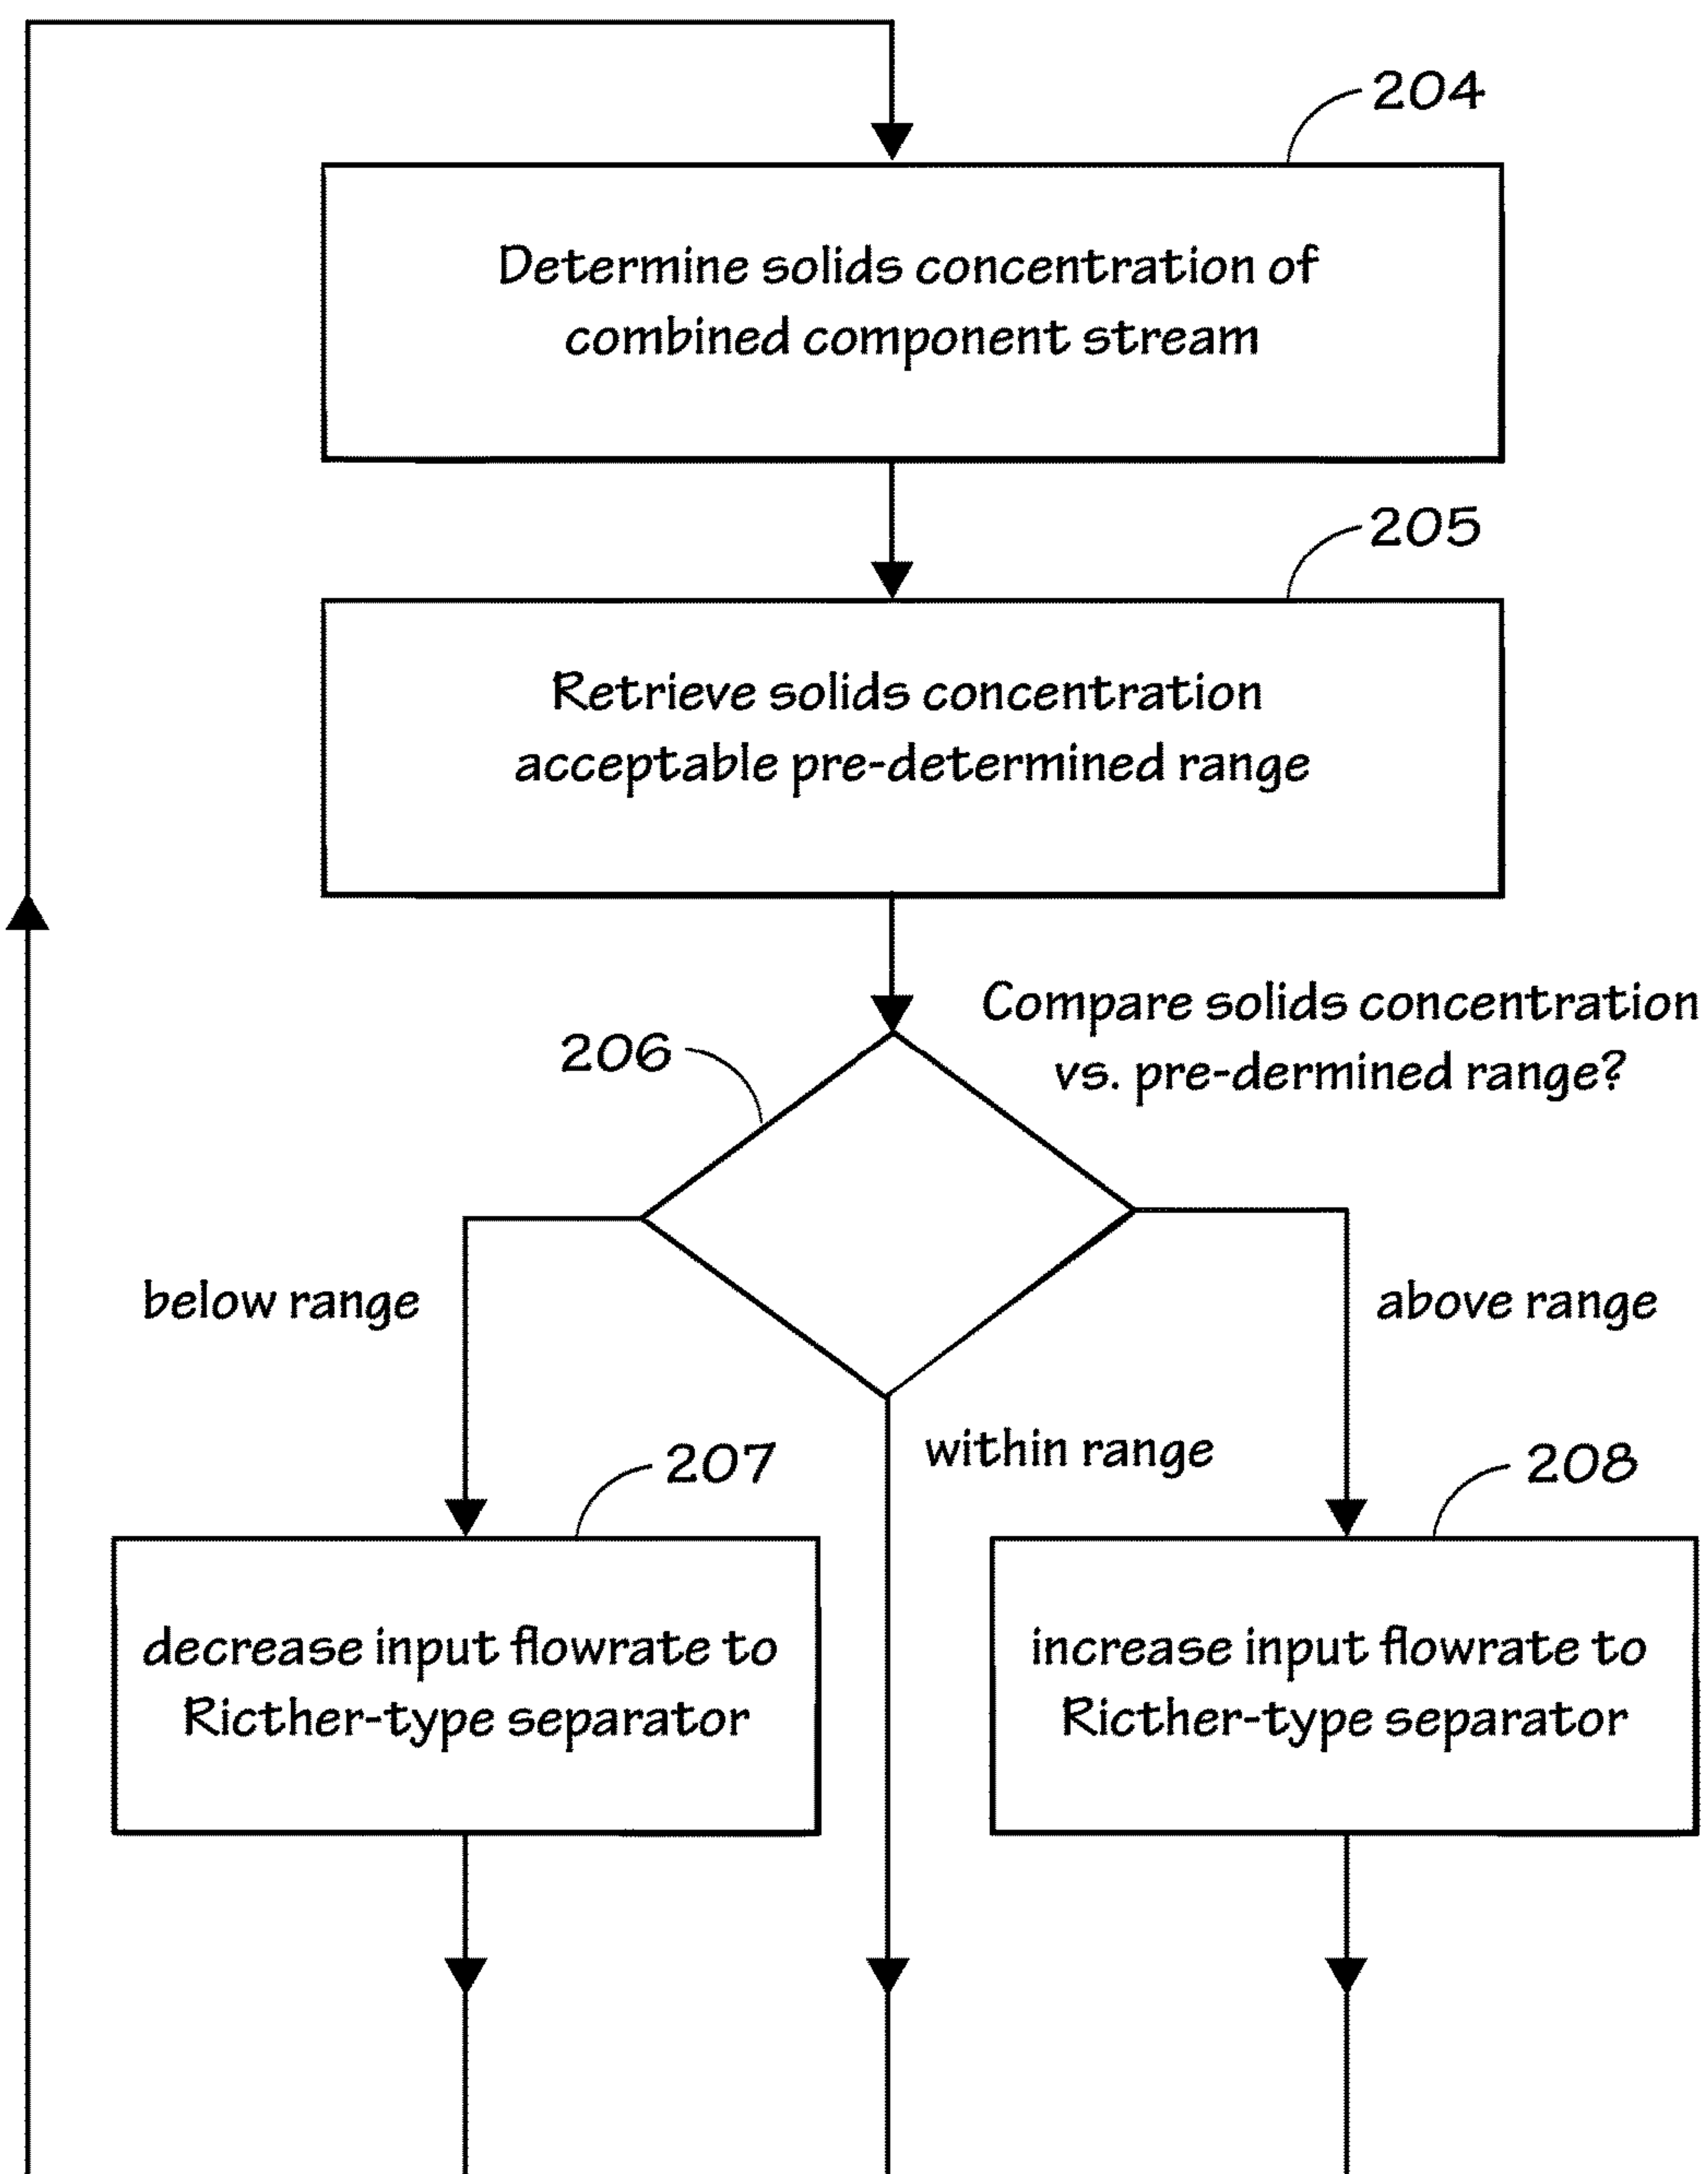 204
Determine solids concentration of
combined component stream
205
Retrieve solids concentration
acceptable pre-determined range
Compare solids concentration
vs. pre-dermined range?
206
below range
above range
within range
207
208
decrease input flowrate to
Ricther-type separator
increase input flowrate to
Ricther-type separator